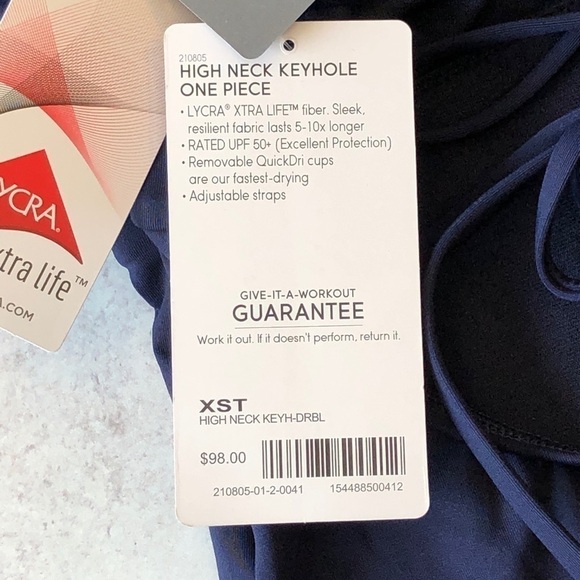 210805
HIGH NECK KEYHOLE
ONE PIECE
• LYCRA® XTRA LIFE™ fiber. Sleek,
resilient fabric lasts 5-10x longer
• RATED UPF 50+ (Excellent Protection)
• Removable QuickDri cups
are our fastest-drying
• Adjustable straps
GIVE-IT-A-WORKOUT
GUARANTEE
Work it out. If it doesn't perform, return it.
XST
HIGH NECK KEYH-DRBL
$98.00
210805-01-2-0041 154488500412
LYCRA®
xtra life™
A.COM